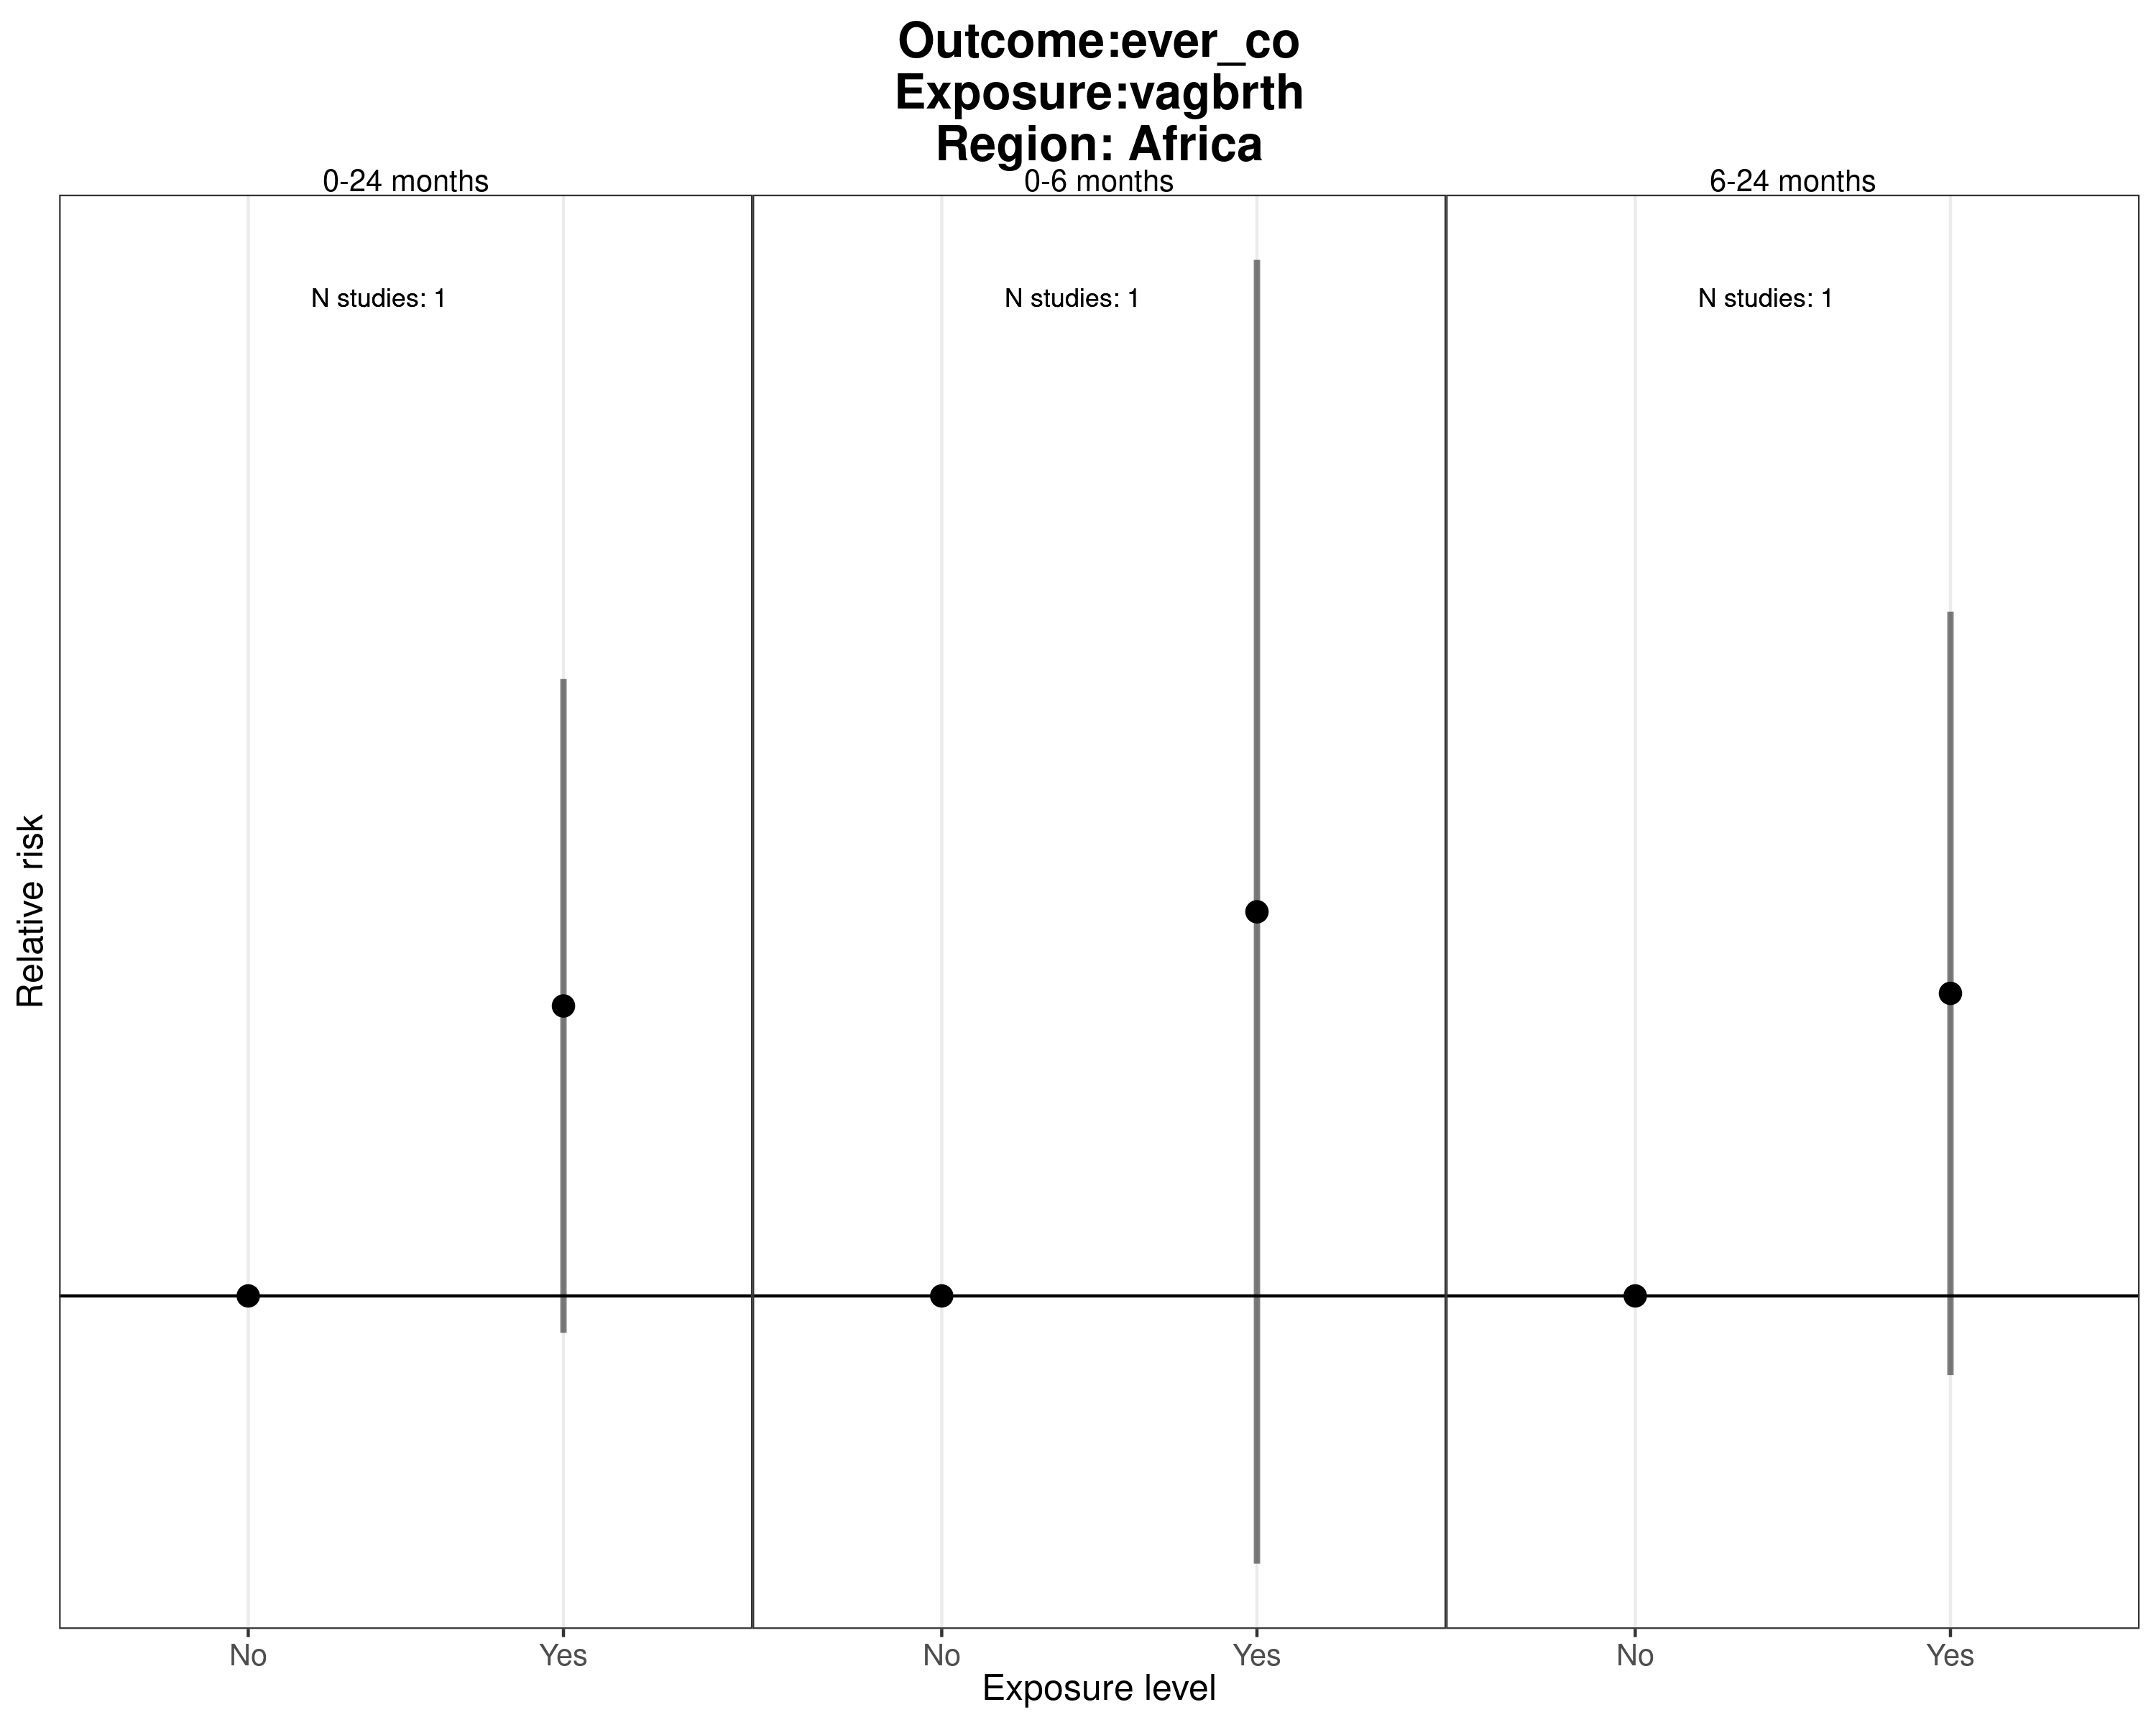 Outcome:ever_co
Exposure:vagbrth
Region: Africa
0-24 months
0-6 months
6-24 months
N studies: 1
N studies: 1
N studies: 1
Relative risk
No
Yes
No
Yes
No
Yes
Exposure level